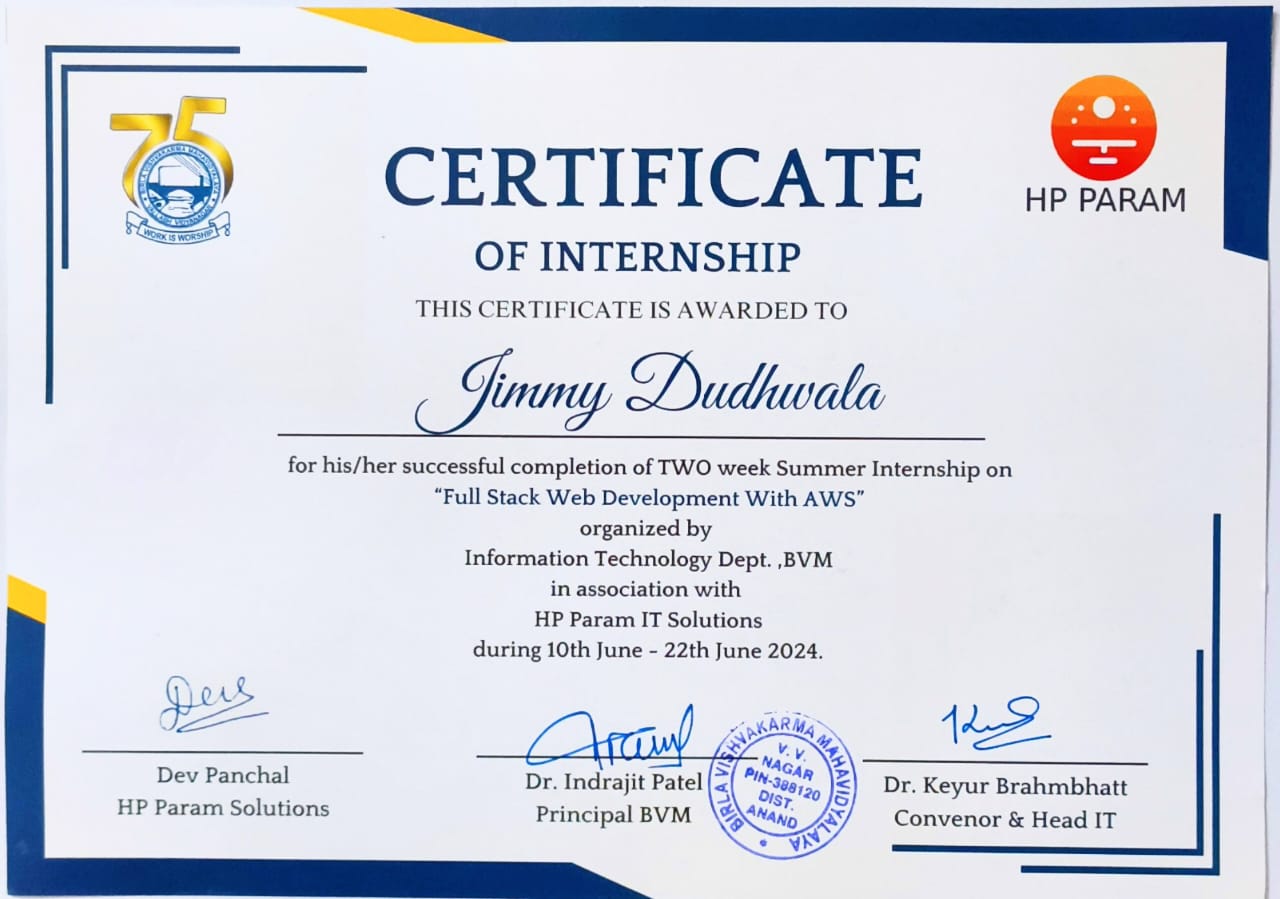 75
BIRLA VISHVAKARMA MAHAVIDYALAYA
VALLABH VIDYANAGAR
WORK IS WORSHIP
HP PARAM
CERTIFICATE
OF INTERNSHIP
THIS CERTIFICATE IS AWARDED TO
Jimmy Dudhwala
for his/her successful completion of TWO week Summer Internship on
“Full Stack Web Development With AWS”
organized by
Information Technology Dept. ,BVM
in association with
HP Param IT Solutions
during 10th June - 22th June 2024.
Dev Panchal
HP Param Solutions
Dr. Indrajit Patel
Principal BVM
BIRLA VISHVAKARMA MAHAVIDYALAYA
V. V.
NAGAR
PIN-388120
DIST.
ANAND
Dr. Keyur Brahmbhatt
Convenor & Head IT